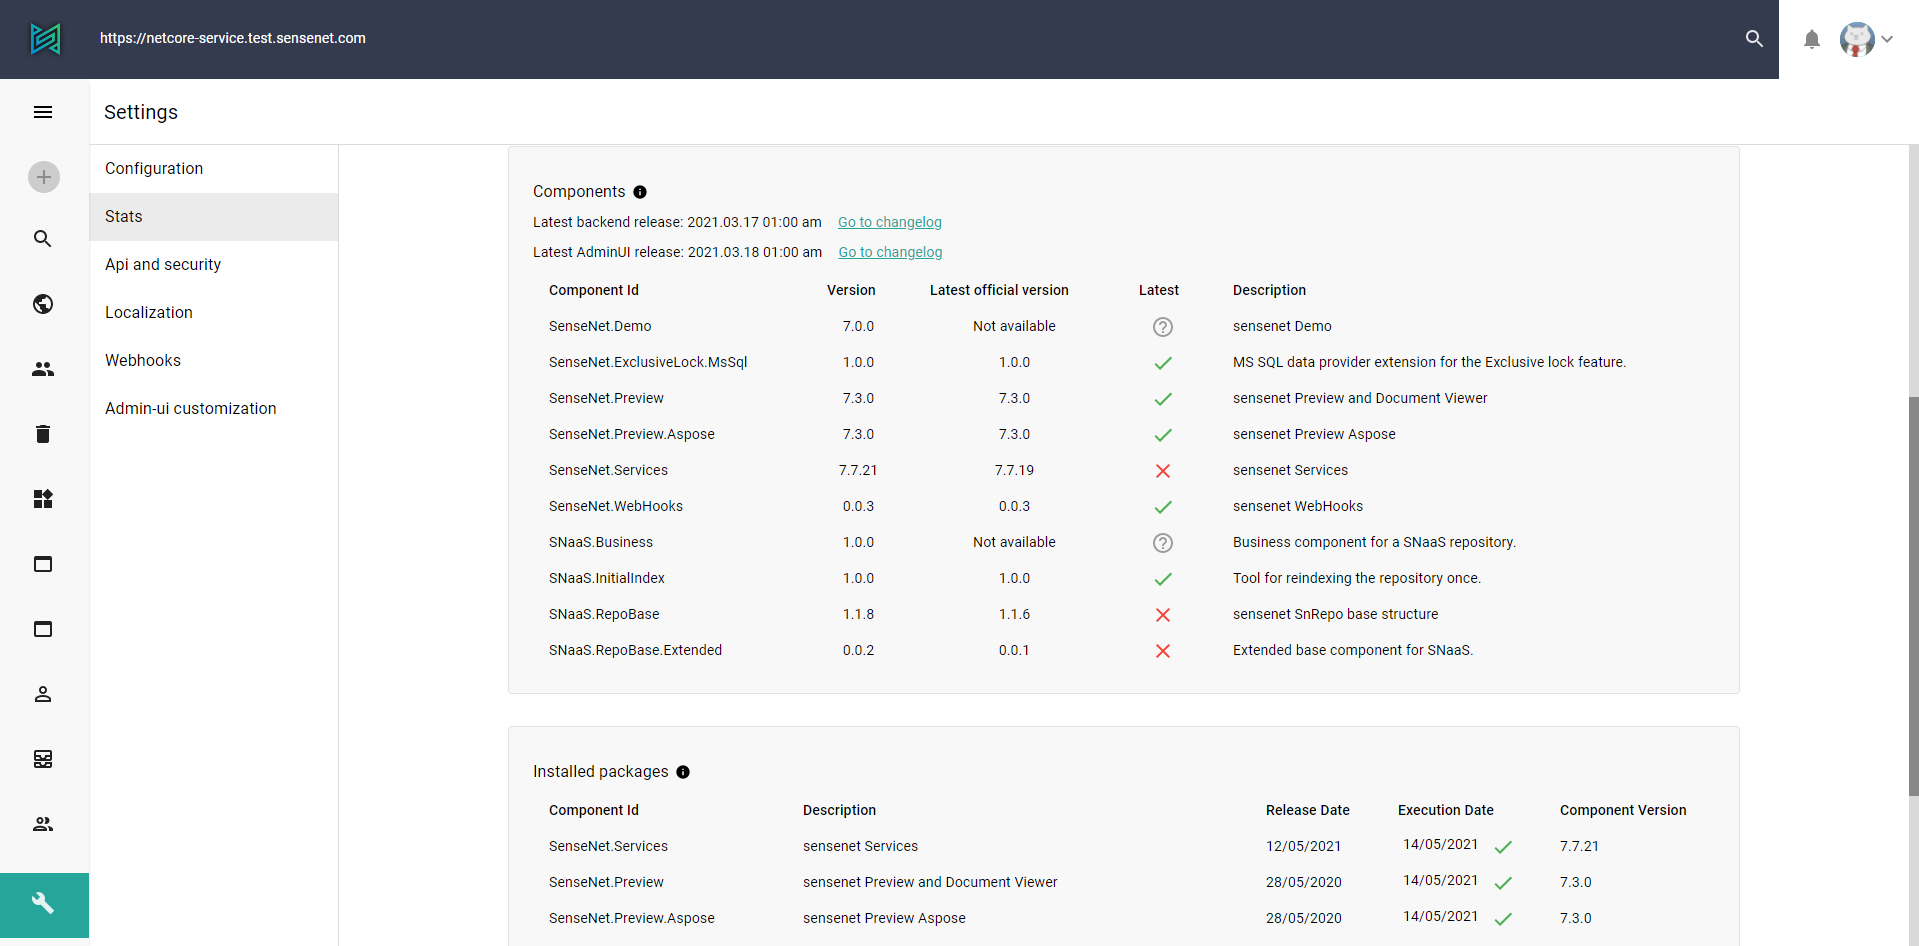 https://netcore-service.test.sensenet.com
Settings
Configuration
Stats
Api and security
Localization
Webhooks
Admin-ui customization
Components
Latest backend release: 2021.03.17 01:00 am Go to changelog
Latest AdminUI release: 2021.03.18 01:00 am Go to changelog
Component Id Version Latest official version Latest Description
SenseNet.Demo 7.0.0 Not available sensenet Demo
SenseNet.ExclusiveLock.MsSql 1.0.0 1.0.0 MS SQL data provider extension for the Exclusive lock feature.
SenseNet.Preview 7.3.0 7.3.0 sensenet Preview and Document Viewer
SenseNet.Preview.Aspose 7.3.0 7.3.0 sensenet Preview Aspose
SenseNet.Services 7.7.21 7.7.19 sensenet Services
SenseNet.WebHooks 0.0.3 0.0.3 sensenet WebHooks
SNaaS.Business 1.0.0 Not available Business component for a SNaaS repository.
SNaaS.InitialIndex 1.0.0 1.0.0 Tool for reindexing the repository once.
SNaaS.RepoBase 1.1.8 1.1.6 sensenet SnRepo base structure
SNaaS.RepoBase.Extended 0.0.2 0.0.1 Extended base component for SNaaS.
Installed packages
Component Id Description Release Date Execution Date Component Version
SenseNet.Services sensenet Services 12/05/2021 14/05/2021 7.7.21
SenseNet.Preview sensenet Preview and Document Viewer 28/05/2020 14/05/2021 7.3.0
SenseNet.Preview.Aspose sensenet Preview Aspose 28/05/2020 14/05/2021 7.3.0